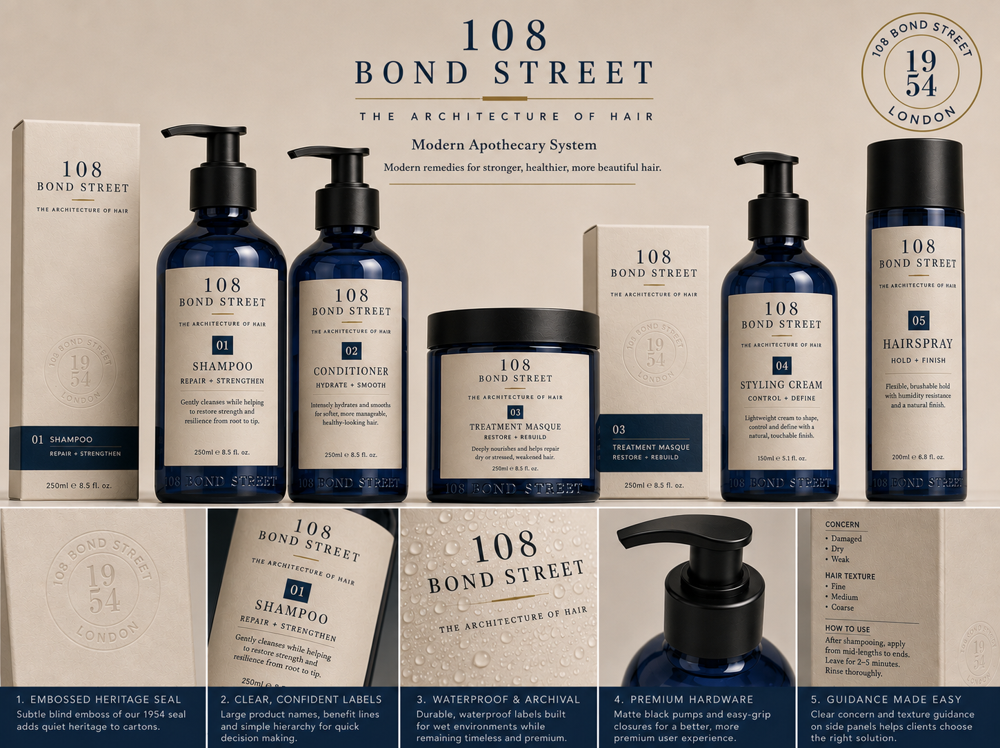 108
BOND STREET
THE ARCHITECTURE OF HAIR
Modern Apothecary System
Modern remedies for stronger, healthier, more beautiful hair.
108 BOND STREET
19
54
LONDON
108
BOND STREET
THE ARCHITECTURE OF HAIR
108 BOND STREET
19
54
LONDON
01 SHAMPOO
REPAIR + STRENGTHEN
250ml e 8.5 fl. oz.
108
BOND STREET
THE ARCHITECTURE OF HAIR
01
SHAMPOO
REPAIR + STRENGTHEN
Gently cleanses while helping
to restore strength and
resilience from root to tip.
250ml e 8.5 fl. oz.
108 BOND STREET
108
BOND STREET
THE ARCHITECTURE OF HAIR
02
CONDITIONER
HYDRATE + SMOOTH
Intensely hydrates and smooths
for softer, more manageable,
healthy-looking hair.
250ml e 8.5 fl. oz.
108 BOND STREET
108
BOND STREET
THE ARCHITECTURE OF HAIR
03
TREATMENT MASQUE
RESTORE + REBUILD
Deeply nourishes and helps repair
dry or stressed, weakened hair.
250ml e 8.5 fl. oz.
108 BOND STREET
108
BOND STREET
THE ARCHITECTURE OF HAIR
108 BOND STREET
19
54
LONDON
03
TREATMENT MASQUE
RESTORE + REBUILD
250ml e 8.5 fl. oz.
108
BOND STREET
THE ARCHITECTURE OF HAIR
04
STYLING CREAM
CONTROL + DEFINE
Lightweight cream to shape,
control and define with a
natural, touchable finish.
150ml e 5.1 fl. oz.
108 BOND STREET
108
BOND STREET
THE ARCHITECTURE OF HAIR
05
HAIRSPRAY
HOLD + FINISH
Flexible, brushable hold
with humidity resistance
and a natural finish.
200ml e 6.8 fl. oz.
108 BOND STREET
108 BOND STREET
19
54
LONDON
1. EMBOSSED HERITAGE SEAL
Subtle blind emboss of our 1954 seal
adds quiet heritage to cartons.
108
BOND STREET
THE ARCHITECTURE OF HAIR
01
SHAMPOO
REPAIR + STRENGTHEN
Gently cleanses while helping
to restore strength and
resilience from root to tip.
250ml e
2. CLEAR, CONFIDENT LABELS
Large product names, benefit lines
and simple hierarchy for quick
decision making.
108
BOND STREET
THE ARCHITECTURE OF HAIR
3. WATERPROOF & ARCHIVAL
Durable, waterproof labels built
for wet environments while
remaining timeless and premium.
4. PREMIUM HARDWARE
Matte black pumps and easy-grip
closures for a better, more
premium user experience.
CONCERN
• Damaged
• Dry
• Weak
HAIR TEXTURE
• Fine
• Medium
• Coarse
HOW TO USE
After shampooing, apply
from mid-lengths to ends.
Leave for 2–5 minutes.
Rinse thoroughly.
19
54
5. GUIDANCE MADE EASY
Clear concern and texture guidance
on side panels helps clients choose
the right solution.